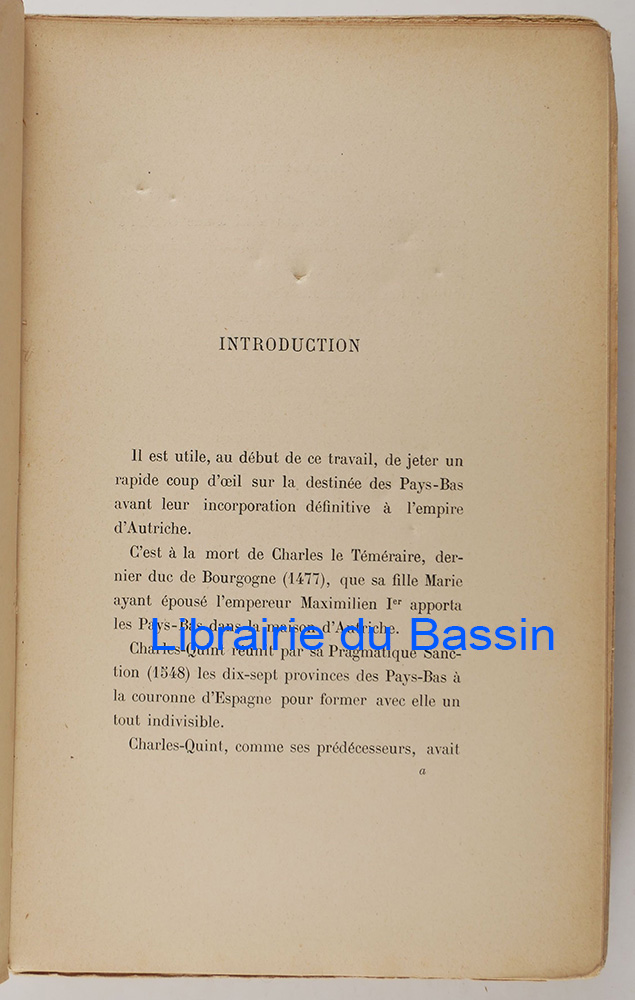 INTRODUCTION
Il est utile, au début de ce travail, de jeter un
rapide coup d'œil sur la destinée des Pays-Bas
avant leur incorporation définitive à l'empire
d'Autriche.
C'est à la mort de Charles le Téméraire, der-
nier duc de Bourgogne (1477), que sa fille Marie
ayant épousé l'empereur Maximilien Ier apporta
les Pays-Bas dans la maison d'Autriche.
Librairie du Bassin
Charles-Quint réunit par sa Pragmatique Sanc-
tion (1548) les dix-sept provinces des Pays-Bas à
la couronne d'Espagne pour former avec elle un
tout indivisible.
Charles-Quint, comme ses prédécesseurs, avait
a